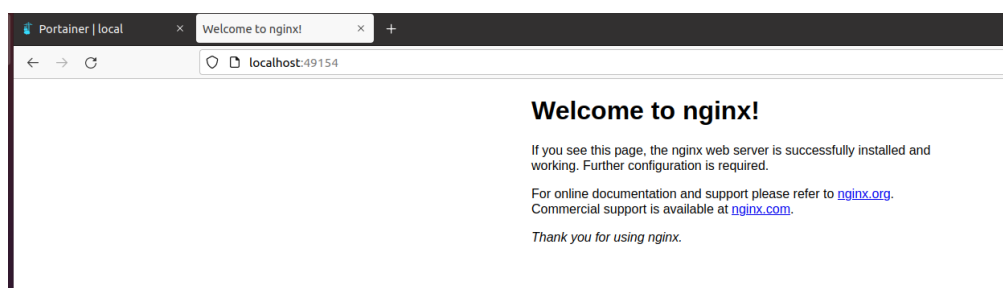 Portainer | local
Welcome to nginx!
localhost:49154
Welcome to nginx!
If you see this page, the nginx web server is successfully installed and
working. Further configuration is required.
For online documentation and support please refer to nginx.org.
Commercial support is available at nginx.com.
Thank you for using nginx.